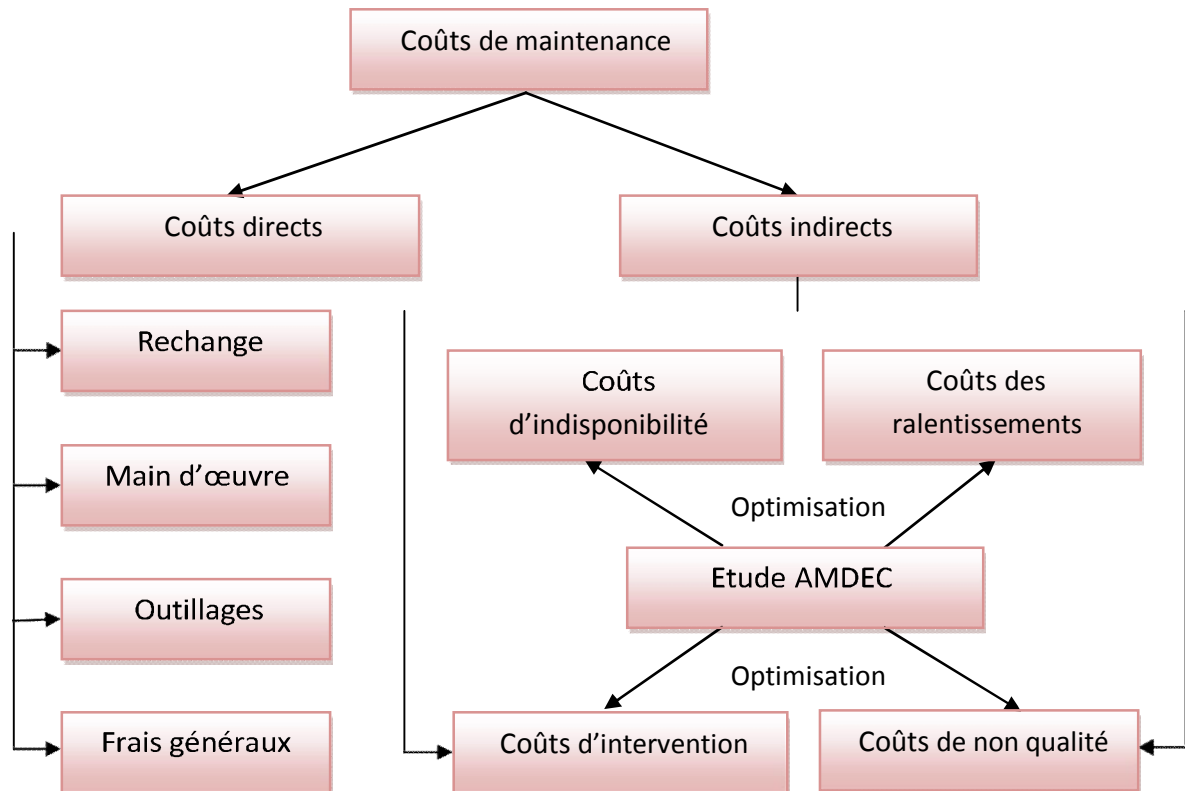 Coûts de maintenance
Coûts directs
Coûts indirects
Rechange
Main d’œuvre
Outillages
Frais généraux
Coûts
d’indisponibilité
Coûts des
ralentissements
Optimisation
Etude AMDEC
Optimisation
Coûts d’intervention
Coûts de non qualité